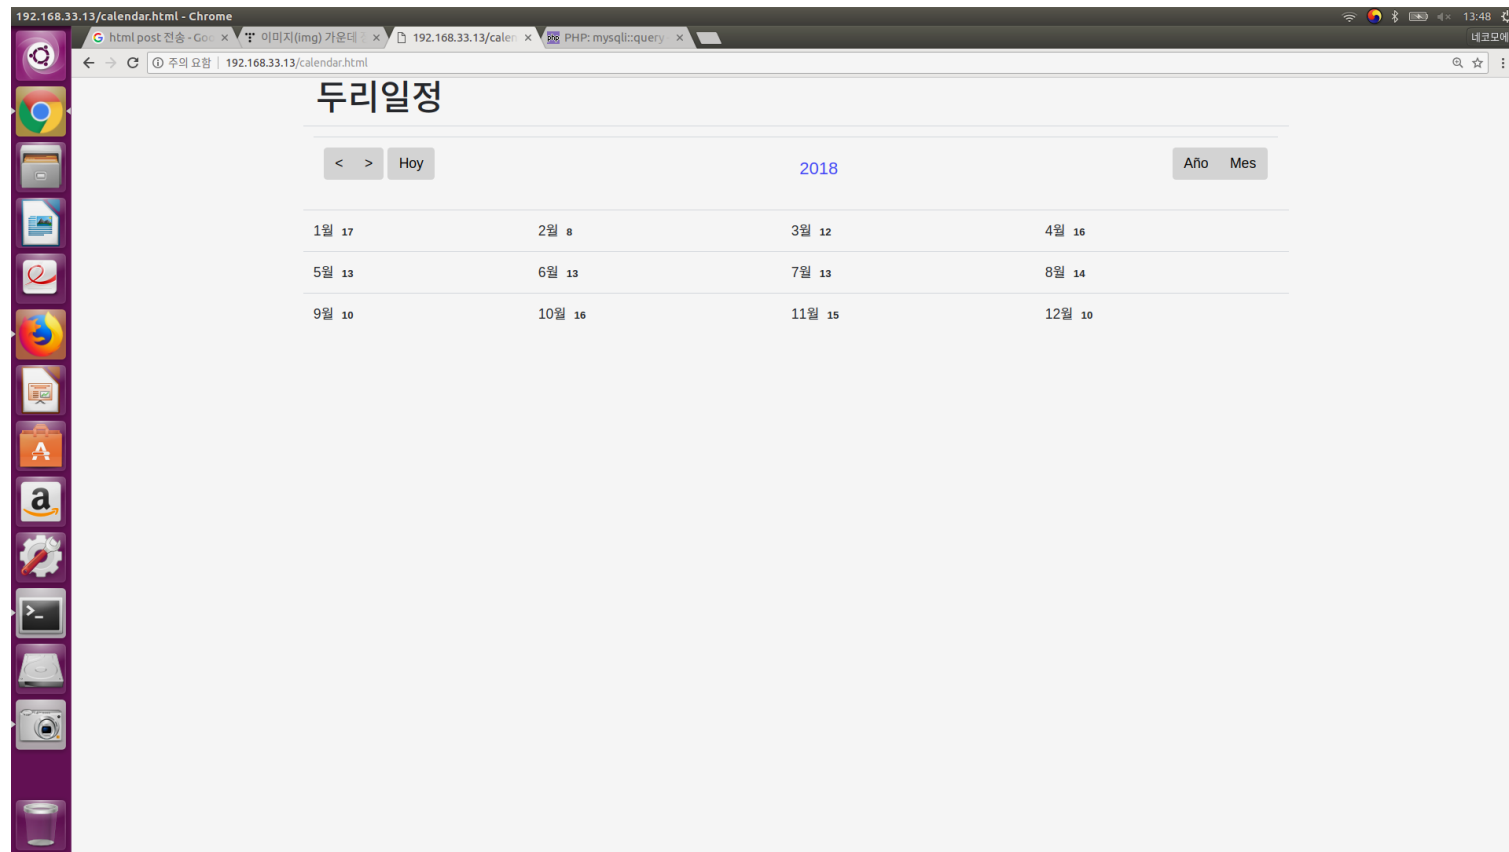 192.168.33.13/calendar.html - Chrome
13:48
html post 전송 - Goo
이미지(img) 가운데
192.168.33.13/calen
PHP: mysqli::query
네코모에
주의 요함 192.168.33.13/calendar.html
두리일정
< > Hoy
2018
Año Mes
1월 17 2월 8 3월 12 4월 16
5월 13 6월 13 7월 13 8월 14
9월 10 10월 16 11월 15 12월 10